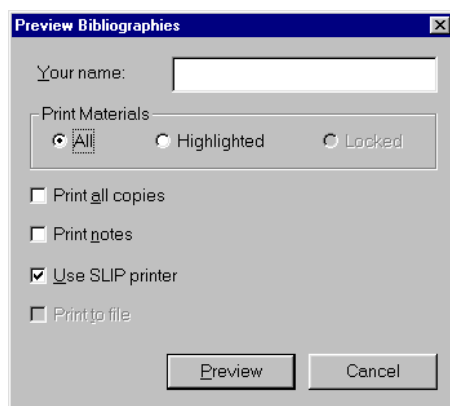 Preview Bibliographies
Your name:
Print Materials
All Highlighted Locked
Print all copies
Print notes
Use SLIP printer
Print to file
Preview Cancel